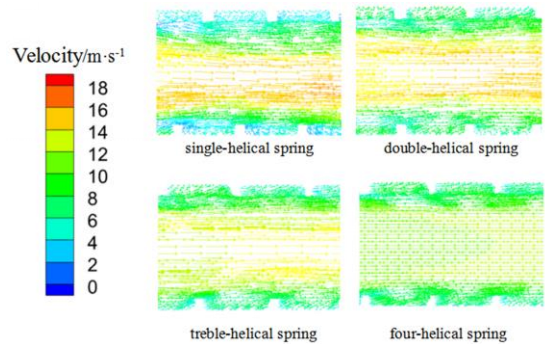 Velocity/m·s⁻¹
18
16
14
12
10
8
6
4
2
0
single-helical spring
double-helical spring
treble-helical spring
four-helical spring